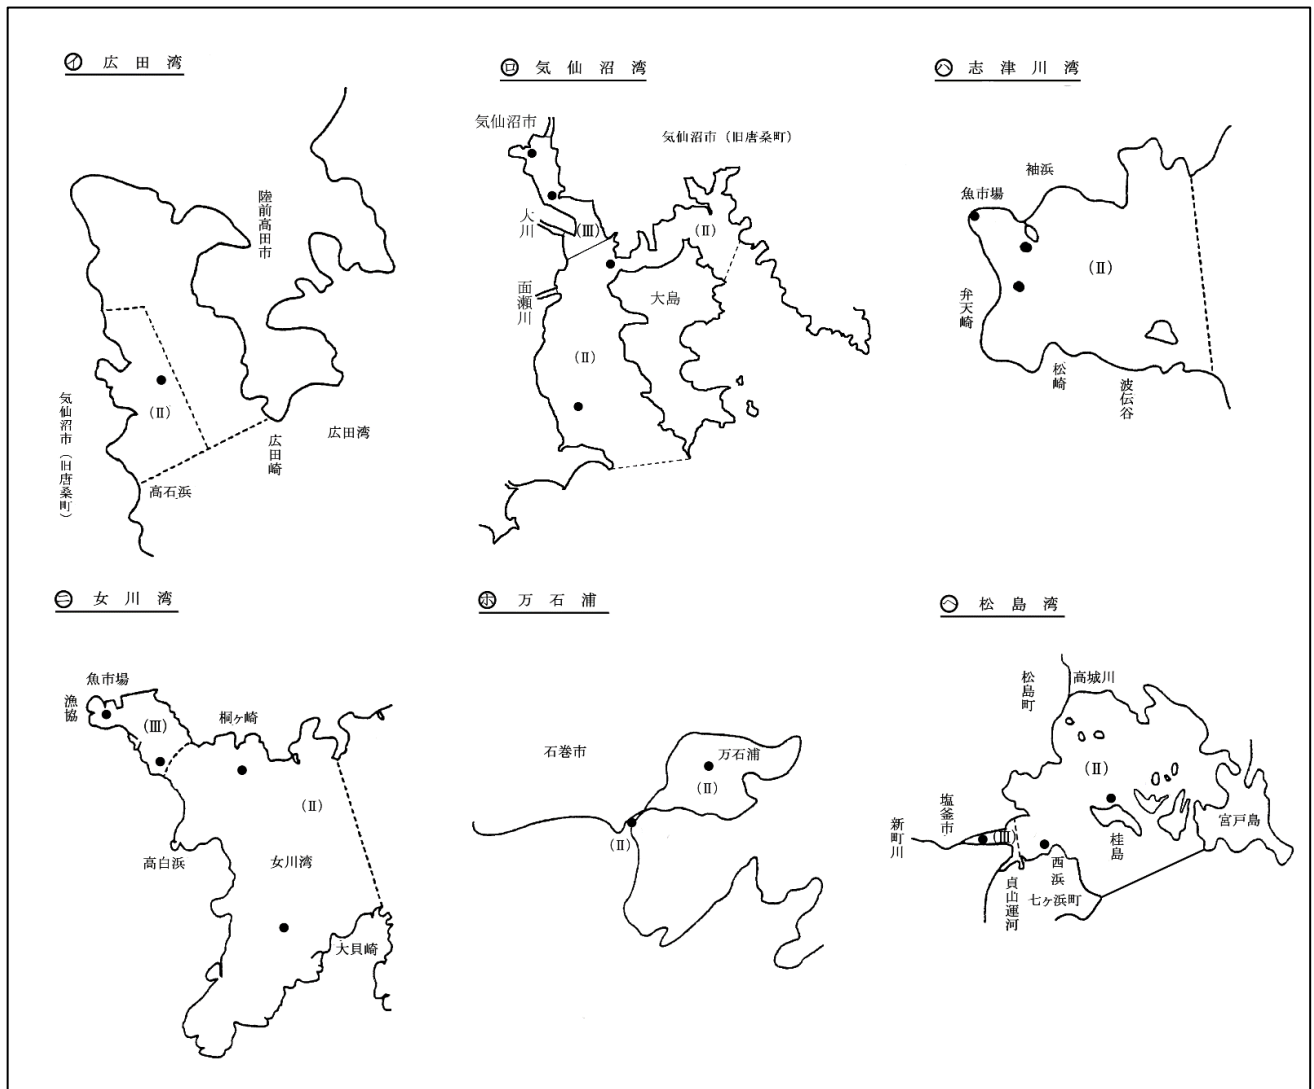 ㋑ 広田湾
陸前高田市
(Ⅱ)
気仙沼市(旧唐桑町)
高石浜
広田崎
広田湾
㋺ 気仙沼湾
気仙沼市
気仙沼市(旧唐桑町)
大川
(Ⅲ)
(Ⅱ)
面瀬川
大島
(Ⅱ)
㋩ 志津川湾
袖浜
魚市場
(Ⅱ)
弁天崎
松崎
波伝谷
㊁ 女川湾
魚市場
漁協
(Ⅲ)
桐ヶ崎
(Ⅱ)
高白浜
女川湾
大貝崎
㋭ 万石浦
石巻市
万石浦
(Ⅱ)
(Ⅱ)
㋬ 松島湾
松島町
高城川
(Ⅱ)
塩釜市
新町川
(Ⅲ)
桂島
宮戸島
西浜
七ヶ浜町
貞山運河